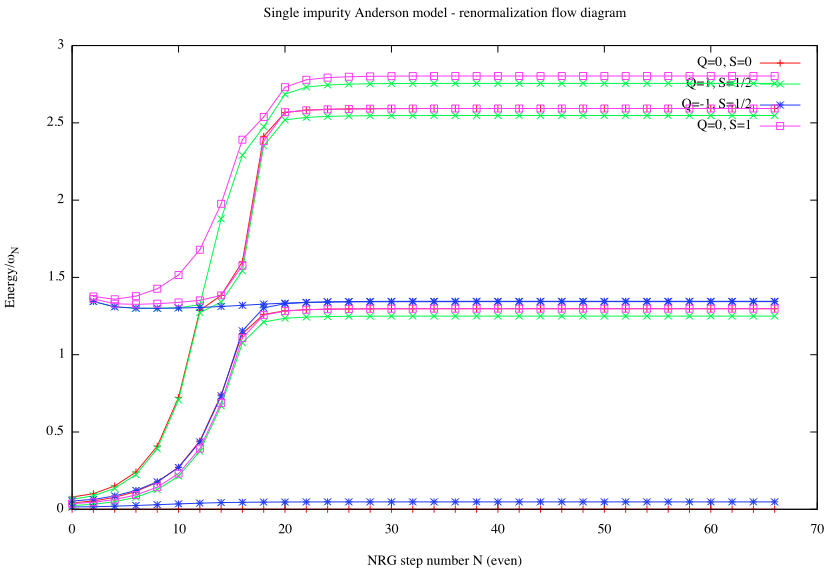 Single impurity Anderson model - renormalization flow diagram
3
2.5
2
1.5
1
0.5
0
Energy/ωN
0 10 20 30 40 50 60 70
NRG step number N (even)
Q=0, S=0
Q=1, S=1/2
Q=-1, S=1/2
Q=0, S=1